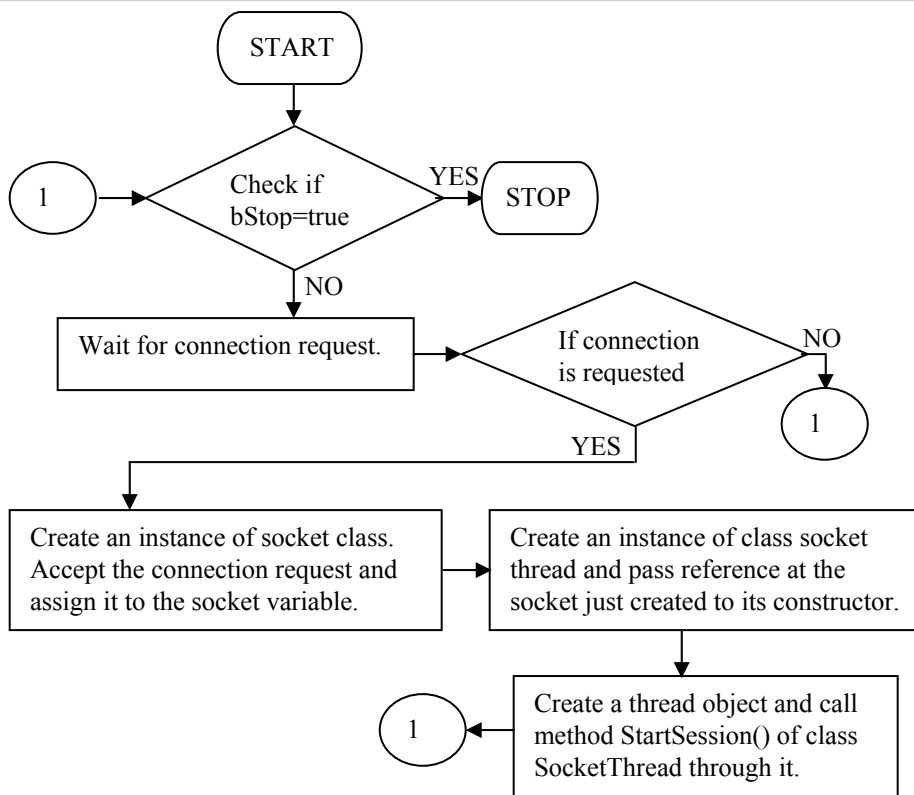 START
1
Check if
bStop=true
YES
STOP
NO
Wait for connection request.
If connection
is requested
NO
1
YES
Create an instance of socket class.
Accept the connection request and
assign it to the socket variable.
Create an instance of class socket
thread and pass reference at the
socket just created to its constructor.
1
Create a thread object and call
method StartSession() of class
SocketThread through it.